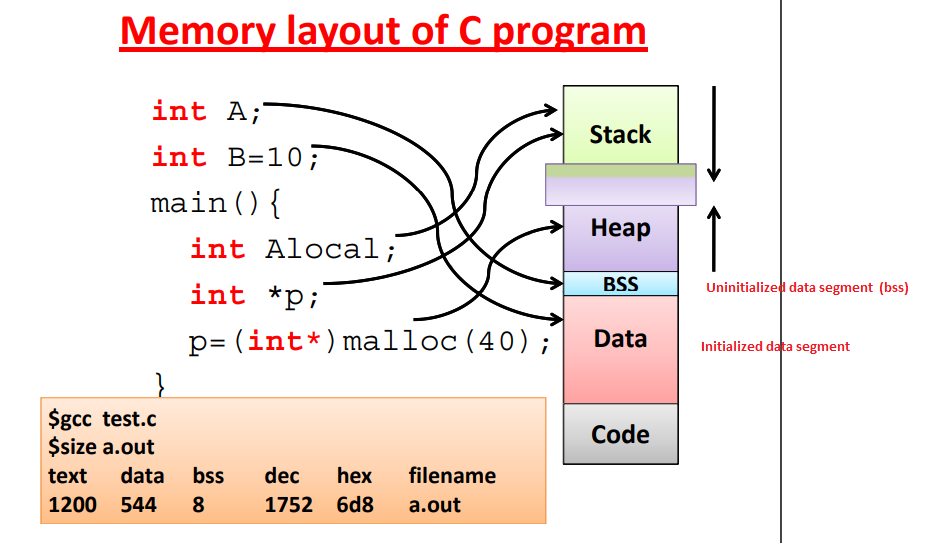 Memory layout of C program
int A;
int B=10;
main(){
int Alocal;
int *p;
p=(int*)malloc(40);
}
Stack
Heap
BSS
Data
Code
Uninitialized data segment (bss)
Initialized data segment
$gcc test.c
$size a.out
text data bss dec hex filename
1200 544 8 1752 6d8 a.out